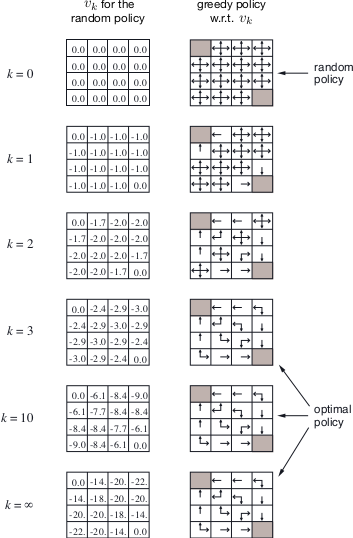 v_k for the random policy
greedy policy w.r.t. v_k
k = 0
0.0 0.0 0.0 0.0
0.0 0.0 0.0 0.0
0.0 0.0 0.0 0.0
0.0 0.0 0.0 0.0
random
policy
k = 1
0.0 -1.0 -1.0 -1.0
-1.0 -1.0 -1.0 -1.0
-1.0 -1.0 -1.0 -1.0
-1.0 -1.0 -1.0 0.0
k = 2
0.0 -1.7 -2.0 -2.0
-1.7 -2.0 -2.0 -2.0
-2.0 -2.0 -2.0 -1.7
-2.0 -2.0 -1.7 0.0
k = 3
0.0 -2.4 -2.9 -3.0
-2.4 -2.9 -3.0 -2.9
-2.9 -3.0 -2.9 -2.4
-3.0 -2.9 -2.4 0.0
k = 10
0.0 -6.1 -8.4 -9.0
-6.1 -7.7 -8.4 -8.4
-8.4 -8.4 -7.7 -6.1
-9.0 -8.4 -6.1 0.0
optimal
policy
k = ∞
0.0 -14. -20. -22.
-14. -18. -20. -20.
-20. -20. -18. -14.
-22. -20. -14. 0.0